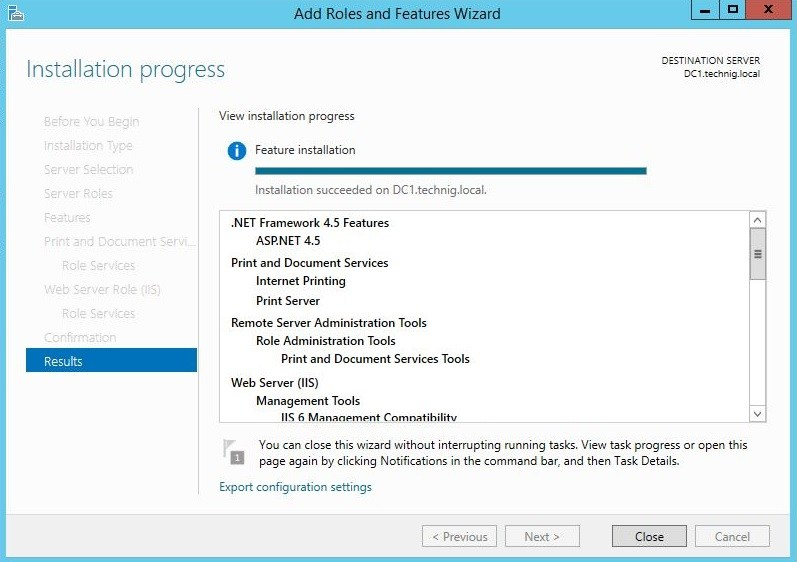 Add Roles and Features Wizard
Installation progress
DESTINATION SERVER
DC1.technig.local
Before You Begin
Installation Type
Server Selection
Server Roles
Features
Print and Document Servi...
Role Services
Web Server Role (IIS)
Role Services
Confirmation
Results
View installation progress
Feature installation
Installation succeeded on DC1.technig.local.
.NET Framework 4.5 Features
ASP.NET 4.5
Print and Document Services
Internet Printing
Print Server
Remote Server Administration Tools
Role Administration Tools
Print and Document Services Tools
Web Server (IIS)
Management Tools
IIS 6 Management Compatibility
1
You can close this wizard without interrupting running tasks. View task progress or open this
page again by clicking Notifications in the command bar, and then Task Details.
Export configuration settings
< Previous
Next >
Close
Cancel